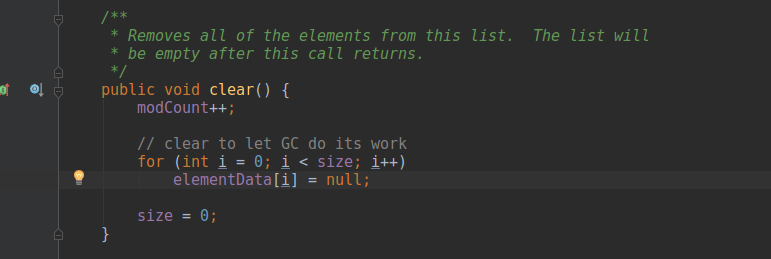 /**
 * Removes all of the elements from this list.  The list will
 * be empty after this call returns.
 */
public void clear() {
    modCount++;

    // clear to let GC do its work
    for (int i = 0; i < size; i++)
        elementData[i] = null;

    size = 0;
}